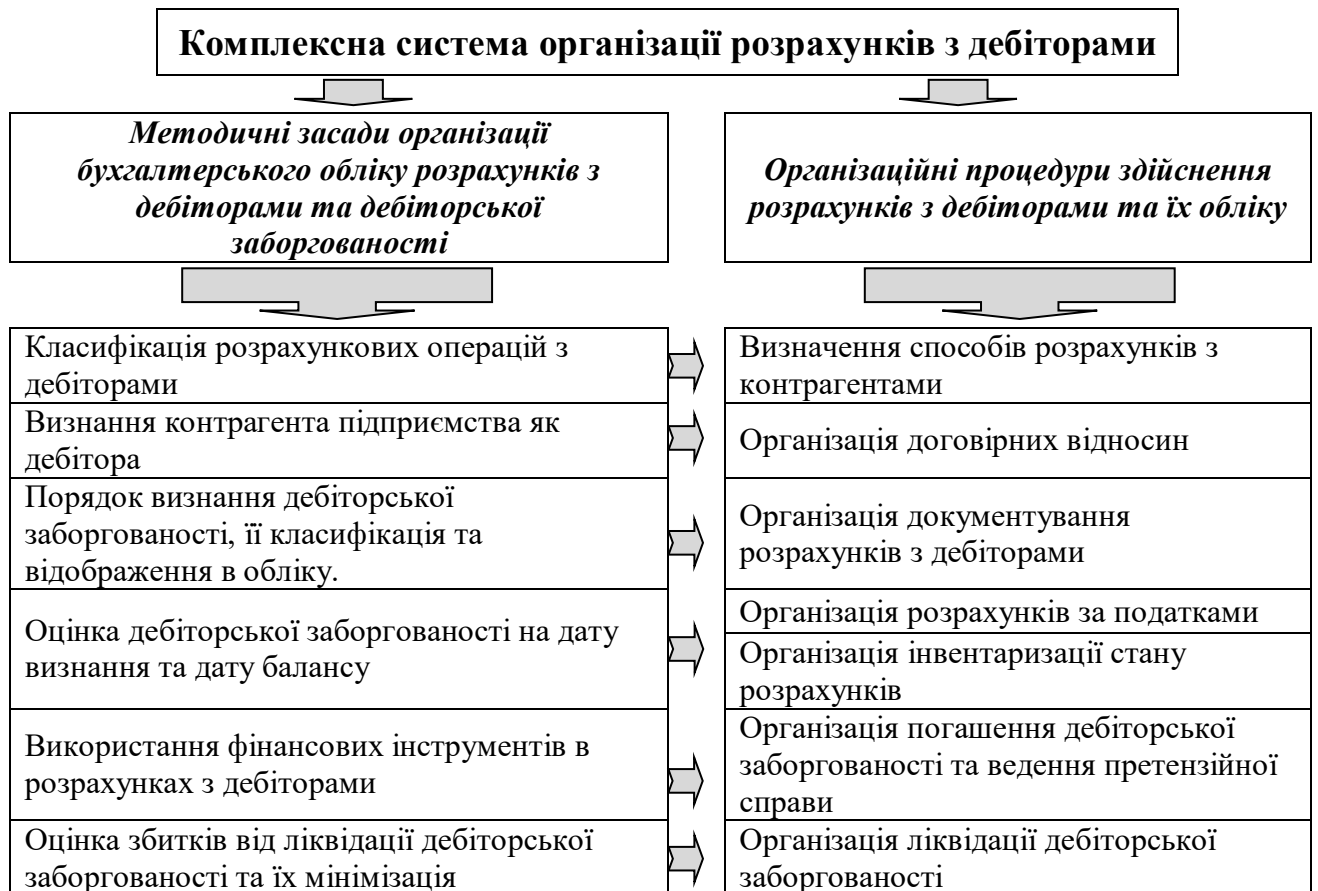 Комплексна система організації розрахунків з дебіторами
Методичні засади організації
бухгалтерського обліку розрахунків з
дебіторами та дебіторської
заборгованості
Організаційні процедури здійснення
розрахунків з дебіторами та їх обліку
Класифікація розрахункових операцій з
дебіторами
Визначення способів розрахунків з
контрагентами
Визнання контрагента підприємства як
дебітора
Організація договірних відносин
Порядок визнання дебіторської
заборгованості, її класифікація та
відображення в обліку.
Організація документування
розрахунків з дебіторами
Оцінка дебіторської заборгованості на дату
визнання та дату балансу
Організація розрахунків за податками
Організація інвентаризації стану
розрахунків
Використання фінансових інструментів в
розрахунках з дебіторами
Організація погашення дебіторської
заборгованості та ведення претензійної
справи
Оцінка збитків від ліквідації дебіторської
заборгованості та їх мінімізація
Організація ліквідації дебіторської
заборгованості